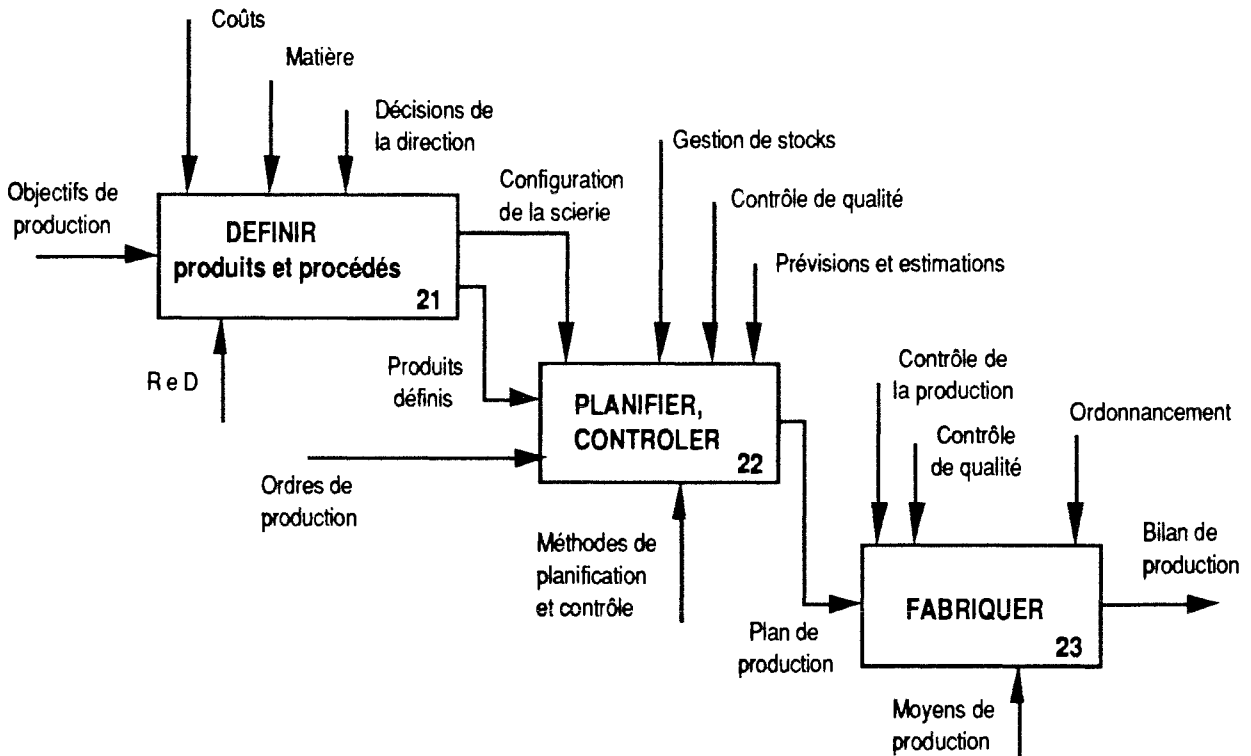 Coûts
Matière
Décisions de
la direction
Objectifs de
production
DEFINIR
produits et procédés
21
R e D
Configuration
de la scierie
Produits
définis
Gestion de stocks
Contrôle de qualité
Prévisions et estimations
PLANIFIER,
CONTROLER
22
Ordres de
production
Méthodes de
planification
et contrôle
Plan de
production
Contrôle de
la production
Contrôle
de qualité
Ordonnancement
FABRIQUER
23
Bilan de
production
Moyens de
production